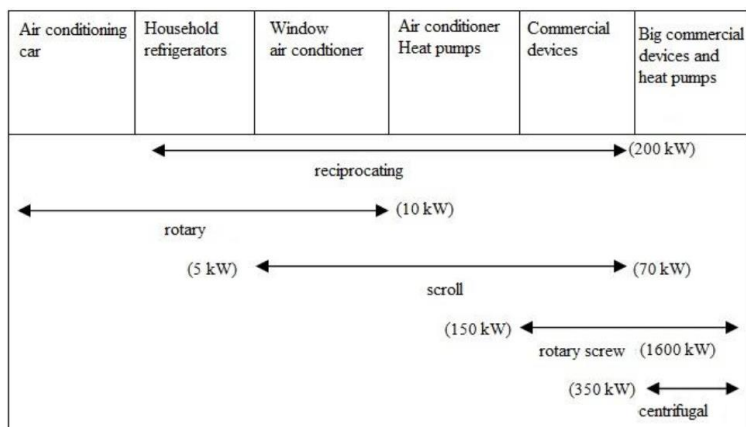 Air conditioning
car
Household
refrigerators
Window
air condtioner
Air conditioner
Heat pumps
Commercial
devices
Big commercial
devices and
heat pumps
(200 kW)
reciprocating
(10 kW)
rotary
(5 kW)
(70 kW)
scroll
(150 kW)
rotary screw (1600 kW)
(350 kW)
centrifugal